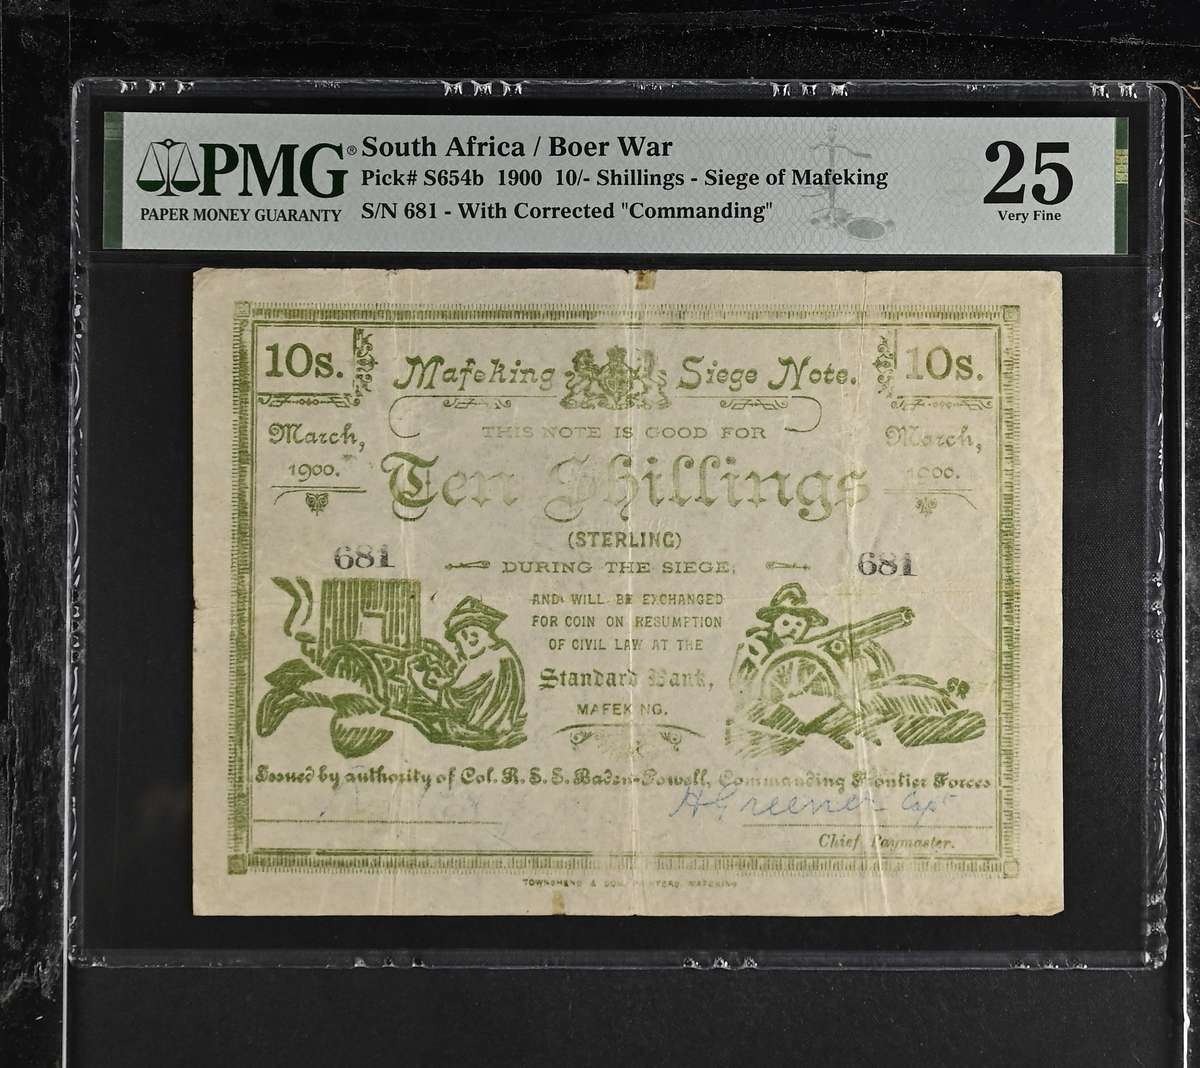 PMG® South Africa / Boer War
Pick# S654b 1900 10/- Shillings - Siege of Mafeking
PAPER MONEY GUARANTY S/N 681 - With Corrected "Commanding"
25
Very Fine
10s. Mafeking Siege Note. 10s.
March, THIS NOTE IS GOOD FOR March,
1900. Ten Shillings 1900.
(STERLING)
681 DURING THE SIEGE, 681
AND WILL BE EXCHANGED
FOR COIN ON RESUMPTION
OF CIVIL LAW AT THE
Standard Bank,
MAFEKING.
Issued by authority of Col. R. S. S. Baden-Powell, Commanding Frontier Forces
H Greener Capt
Chief Paymaster.
TOWNSHEND & SON, PRINTERS, MAFEKING